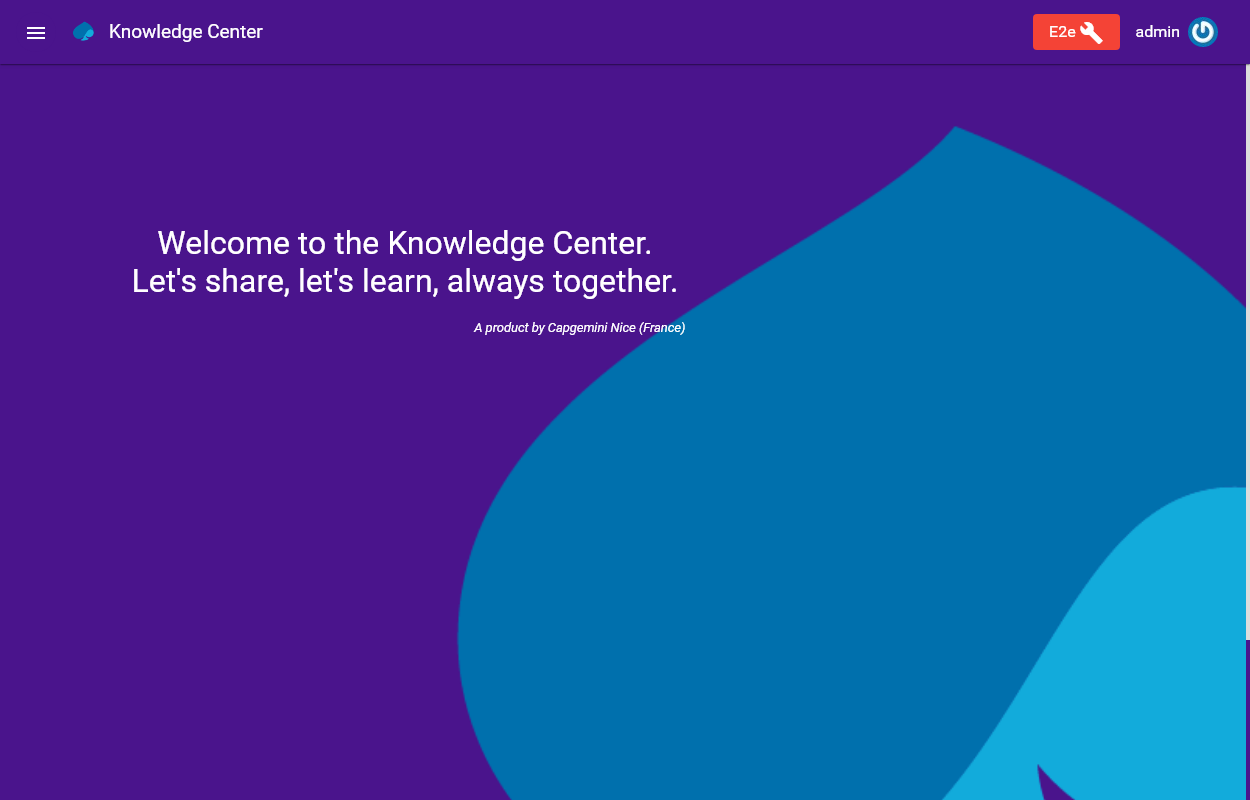 Knowledge Center
E2e
admin
Welcome to the Knowledge Center.
Let's share, let's learn, always together.
A product by Capgemini Nice (France)